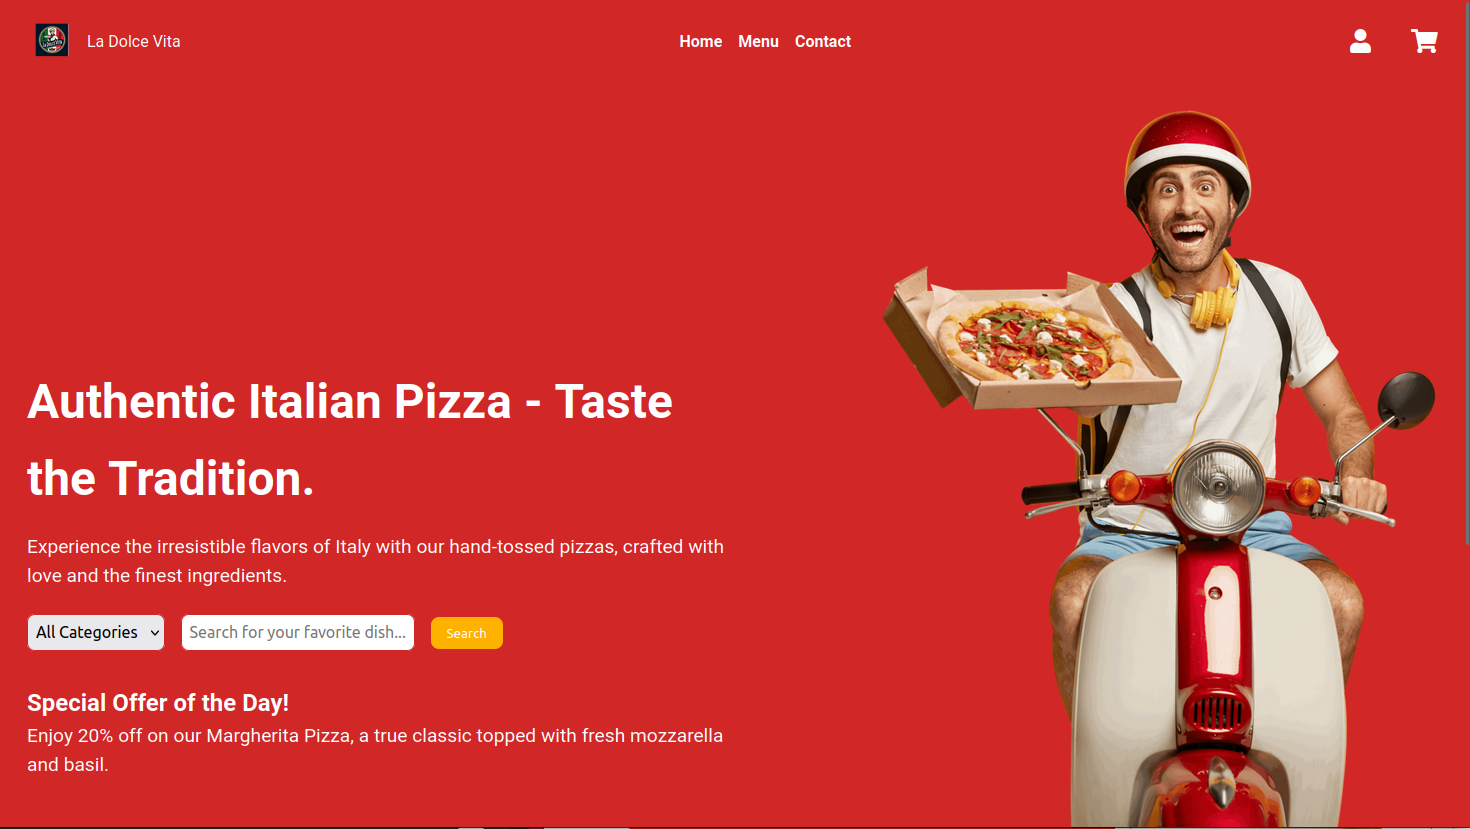 La Dolce Vita
Home Menu Contact
Authentic Italian Pizza - Taste
the Tradition.
Experience the irresistible flavors of Italy with our hand-tossed pizzas, crafted with
love and the finest ingredients.
All Categories Search for your favorite dish... Search
Special Offer of the Day!
Enjoy 20% off on our Margherita Pizza, a true classic topped with fresh mozzarella
and basil.